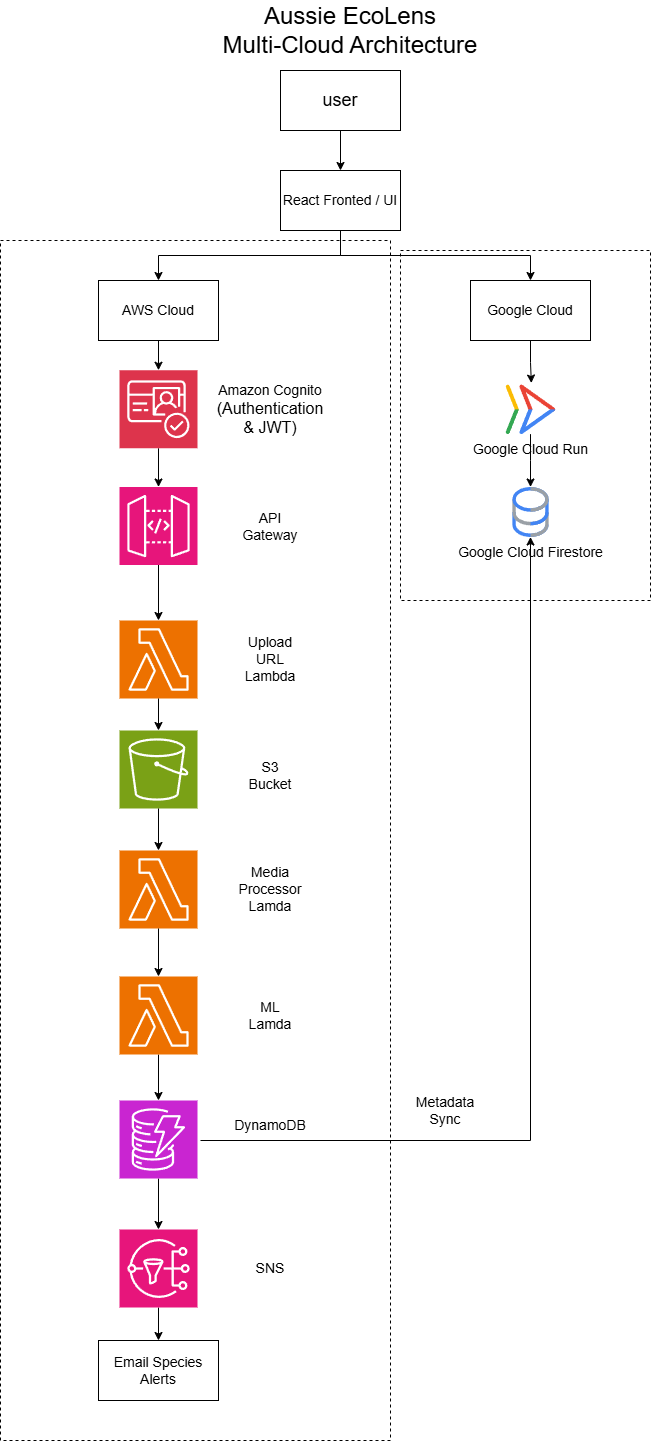 Aussie EcoLens
Multi-Cloud Architecture
user
React Fronted / UI
AWS Cloud
Google Cloud
Amazon Cognito
(Authentication
& JWT)
Google Cloud Run
API
Gateway
Google Cloud Firestore
Upload
URL
Lambda
S3
Bucket
Media
Processor
Lamda
ML
Lamda
DynamoDB
Metadata
Sync
SNS
Email Species
Alerts